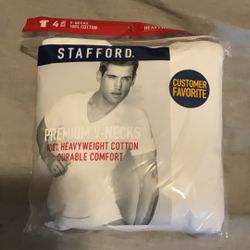 4
V-NECKS
100% COTTON
HEAVYWEIGHT
STAFFORD.
CUSTOMER
FAVORITE
PREMIUM V-NECKS
100% HEAVYWEIGHT COTTON
DURABLE COMFORT